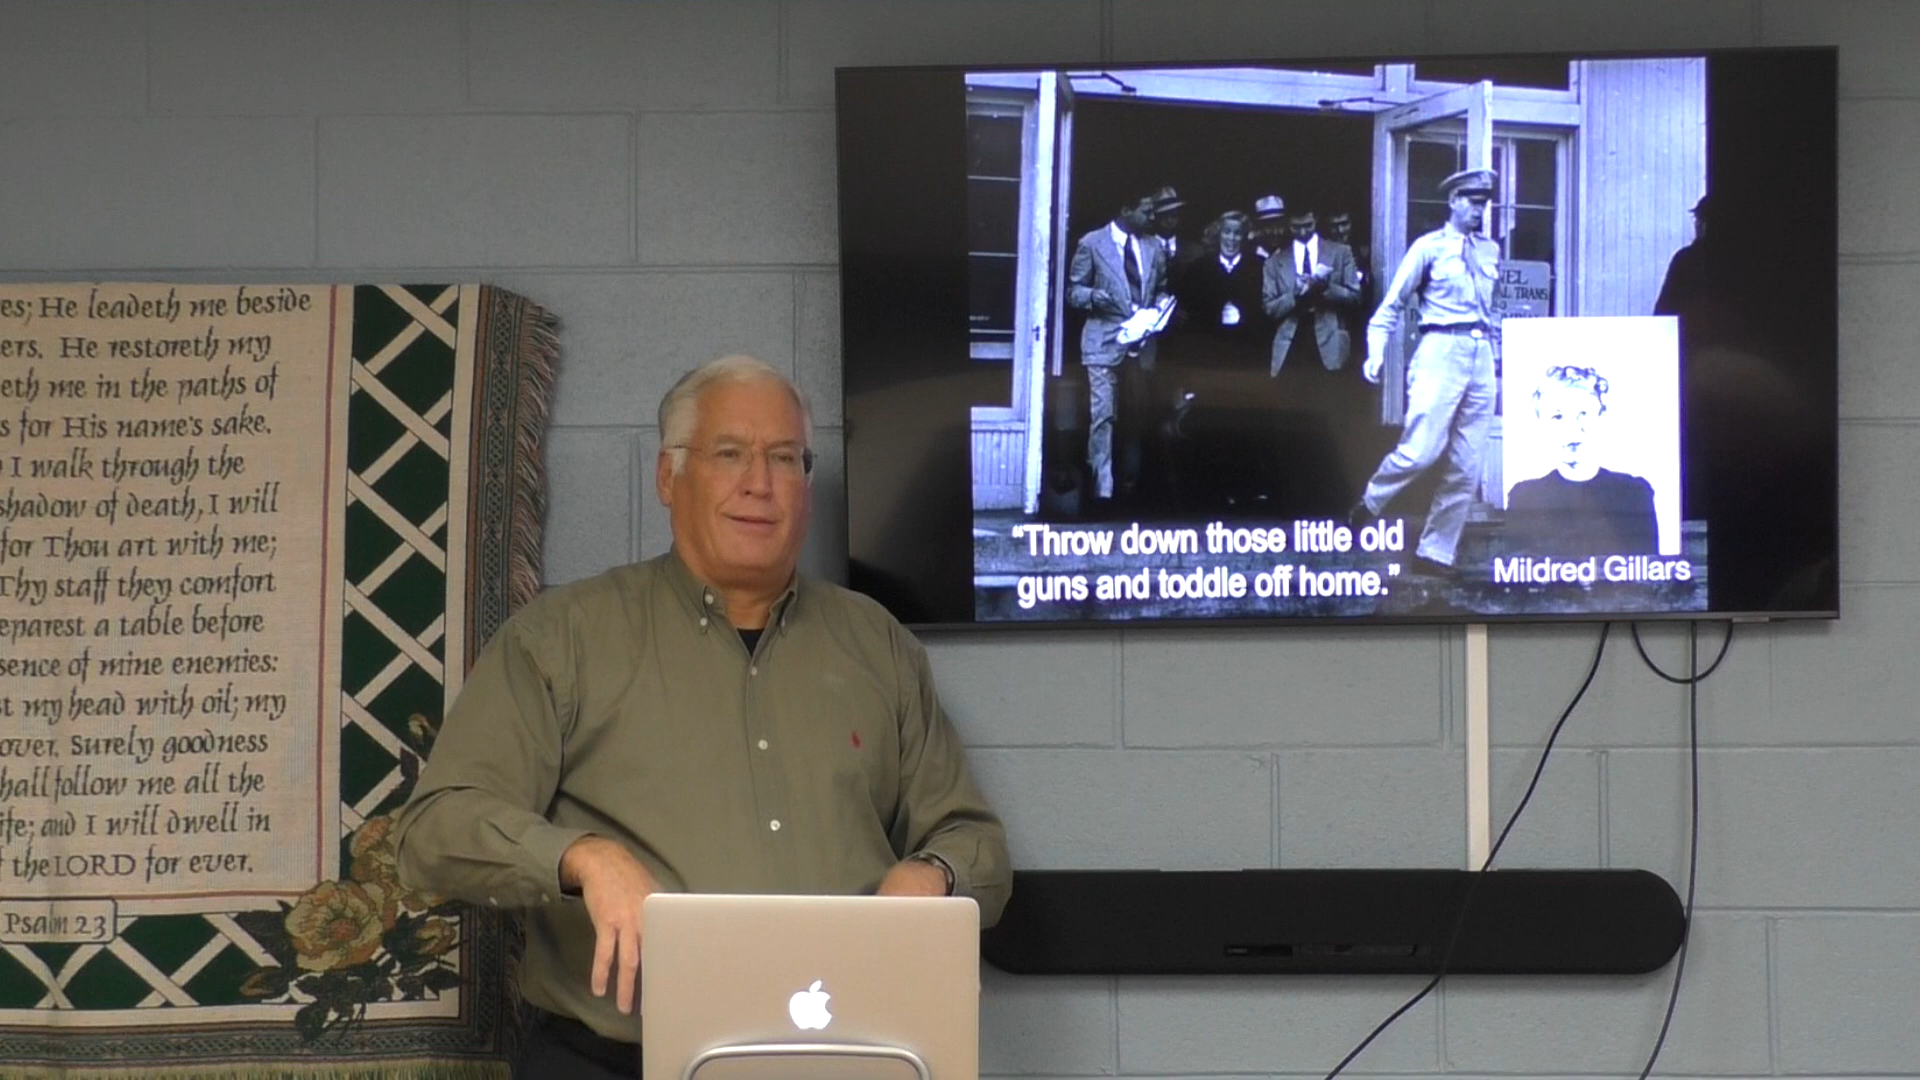 es; He leadeth me beside
ers. He restoreth my
eth me in the paths of
s for His name's sake.
I walk through the
shadow of death, I will
for Thou art with me;
Thy staff they comfort
eparest a table before
sence of mine enemies:
st my head with oil; my
over. Surely goodness
hall follow me all the
ife; and I will dwell in
f the LORD for ever.
Psalm 23
NEL
AL TRANS
"Throw down those little old
guns and toddle off home."
Mildred Gillars